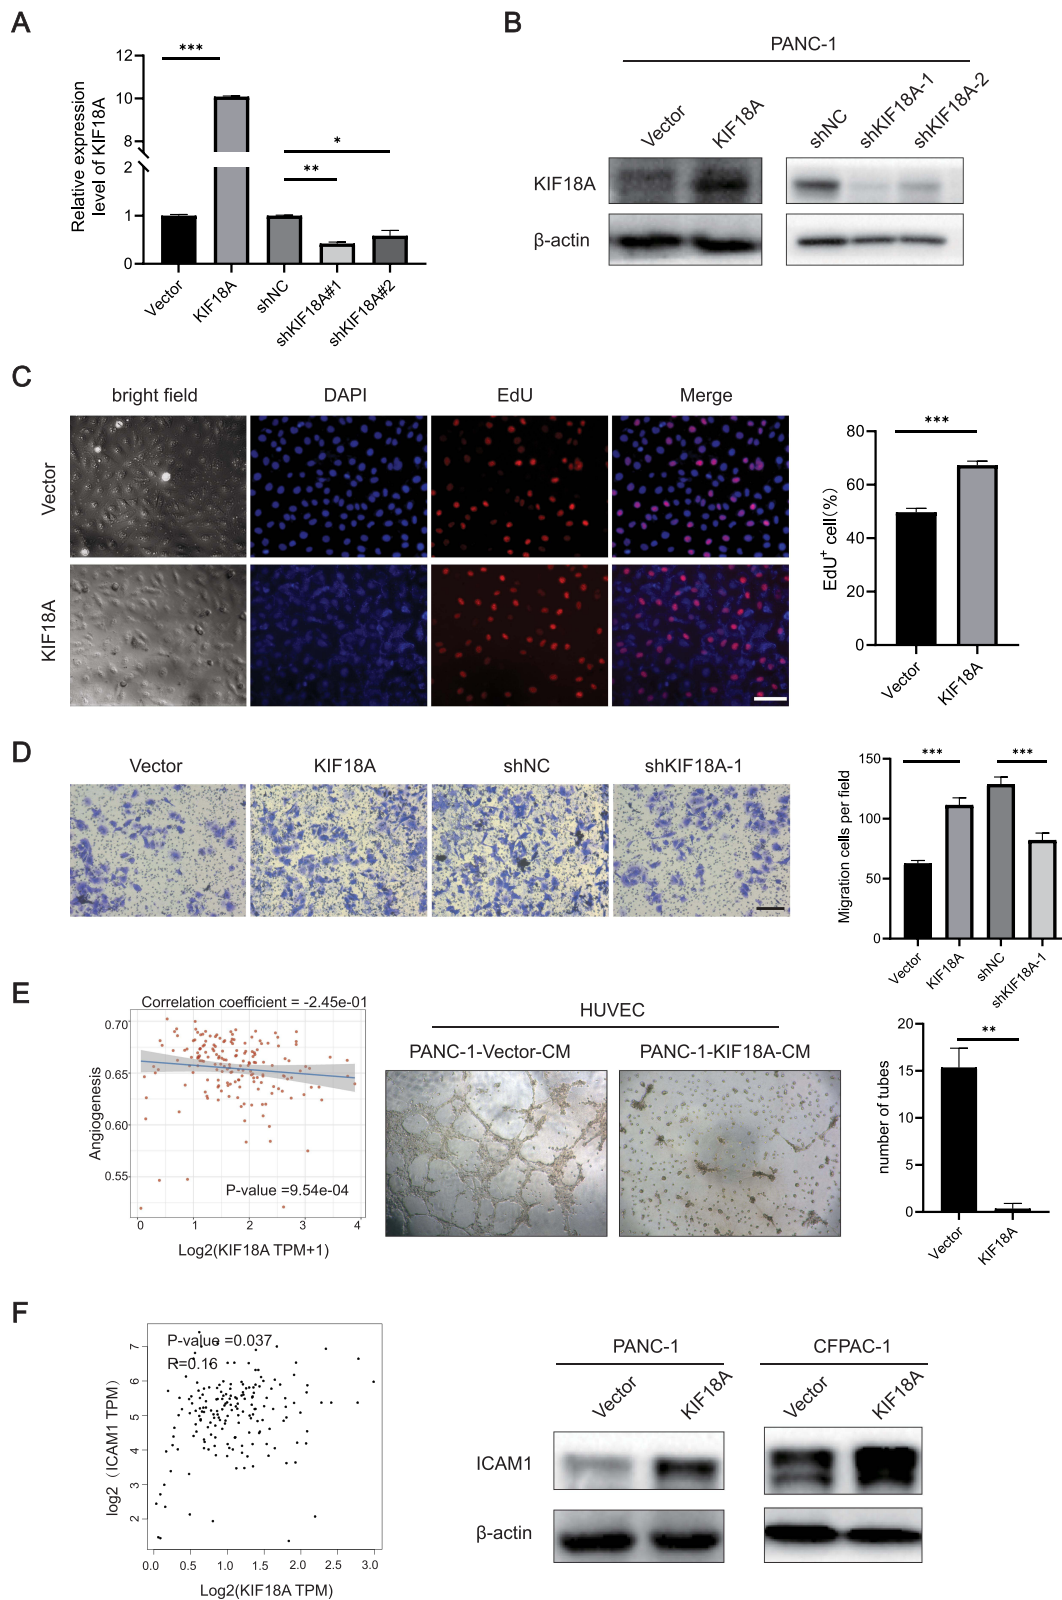 A
Relative expression
level of KIF18A
12
10
8
2
1
0
***
*
**
Vector
KIF18A
shNC
shKIF18A#1
shKIF18A#2
B
PANC-1
Vector
KIF18A
shNC
shKIF18A-1
shKIF18A-2
KIF18A
β-actin
C
bright field
DAPI
EdU
Merge
Vector
KIF18A
EdU+ cell(%)
80
60
40
20
0
***
Vector
KIF18A
D
Vector
KIF18A
shNC
shKIF18A-1
Migration cells per field
150
100
50
0
***
***
Vector
KIF18A
shNC
shKIF18A-1
E
Correlation coefficient = -2.45e-01
Angiogenesis
0.70
0.65
0.60
0.55
P-value =9.54e-04
0
1
2
3
4
Log2(KIF18A TPM+1)
HUVEC
PANC-1-Vector-CM
PANC-1-KIF18A-CM
number of tubes
20
15
10
5
0
**
Vector
KIF18A
F
P-value =0.037
R=0.16
log2（ICAM1 TPM)
7
6
5
4
3
2
0.0
0.5
1.0
1.5
2.0
2.5
3.0
Log2(KIF18A TPM)
PANC-1
CFPAC-1
Vector
KIF18A
Vector
KIF18A
ICAM1
β-actin